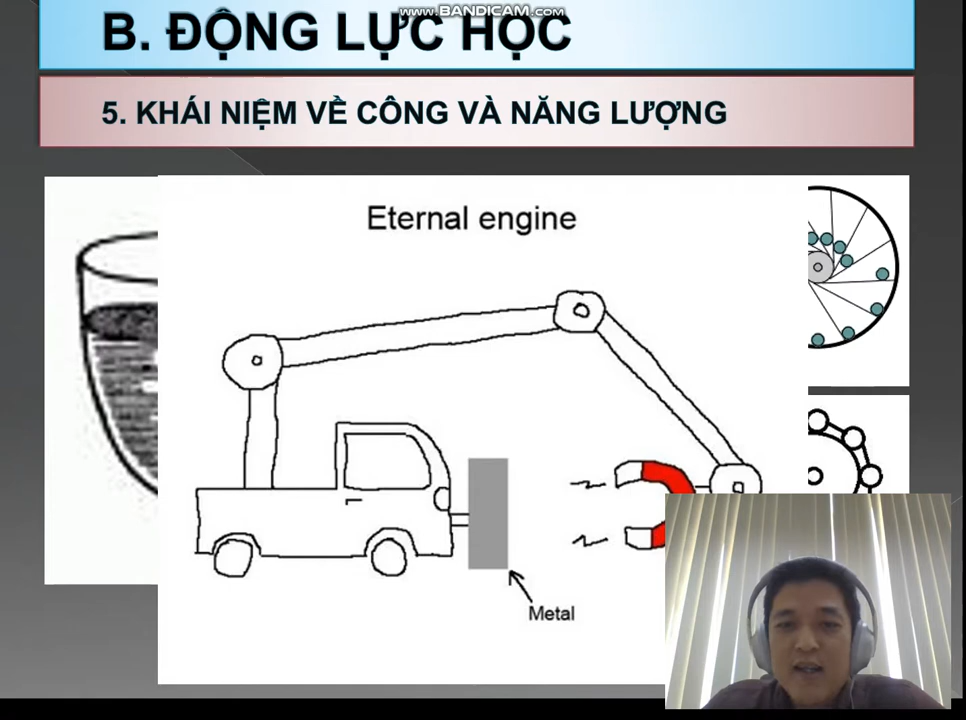 www.BANDICAM.com
B. ĐỘNG LỰC HỌC
5. KHÁI NIỆM VỀ CÔNG VÀ NĂNG LƯỢNG
Eternal engine
Metal